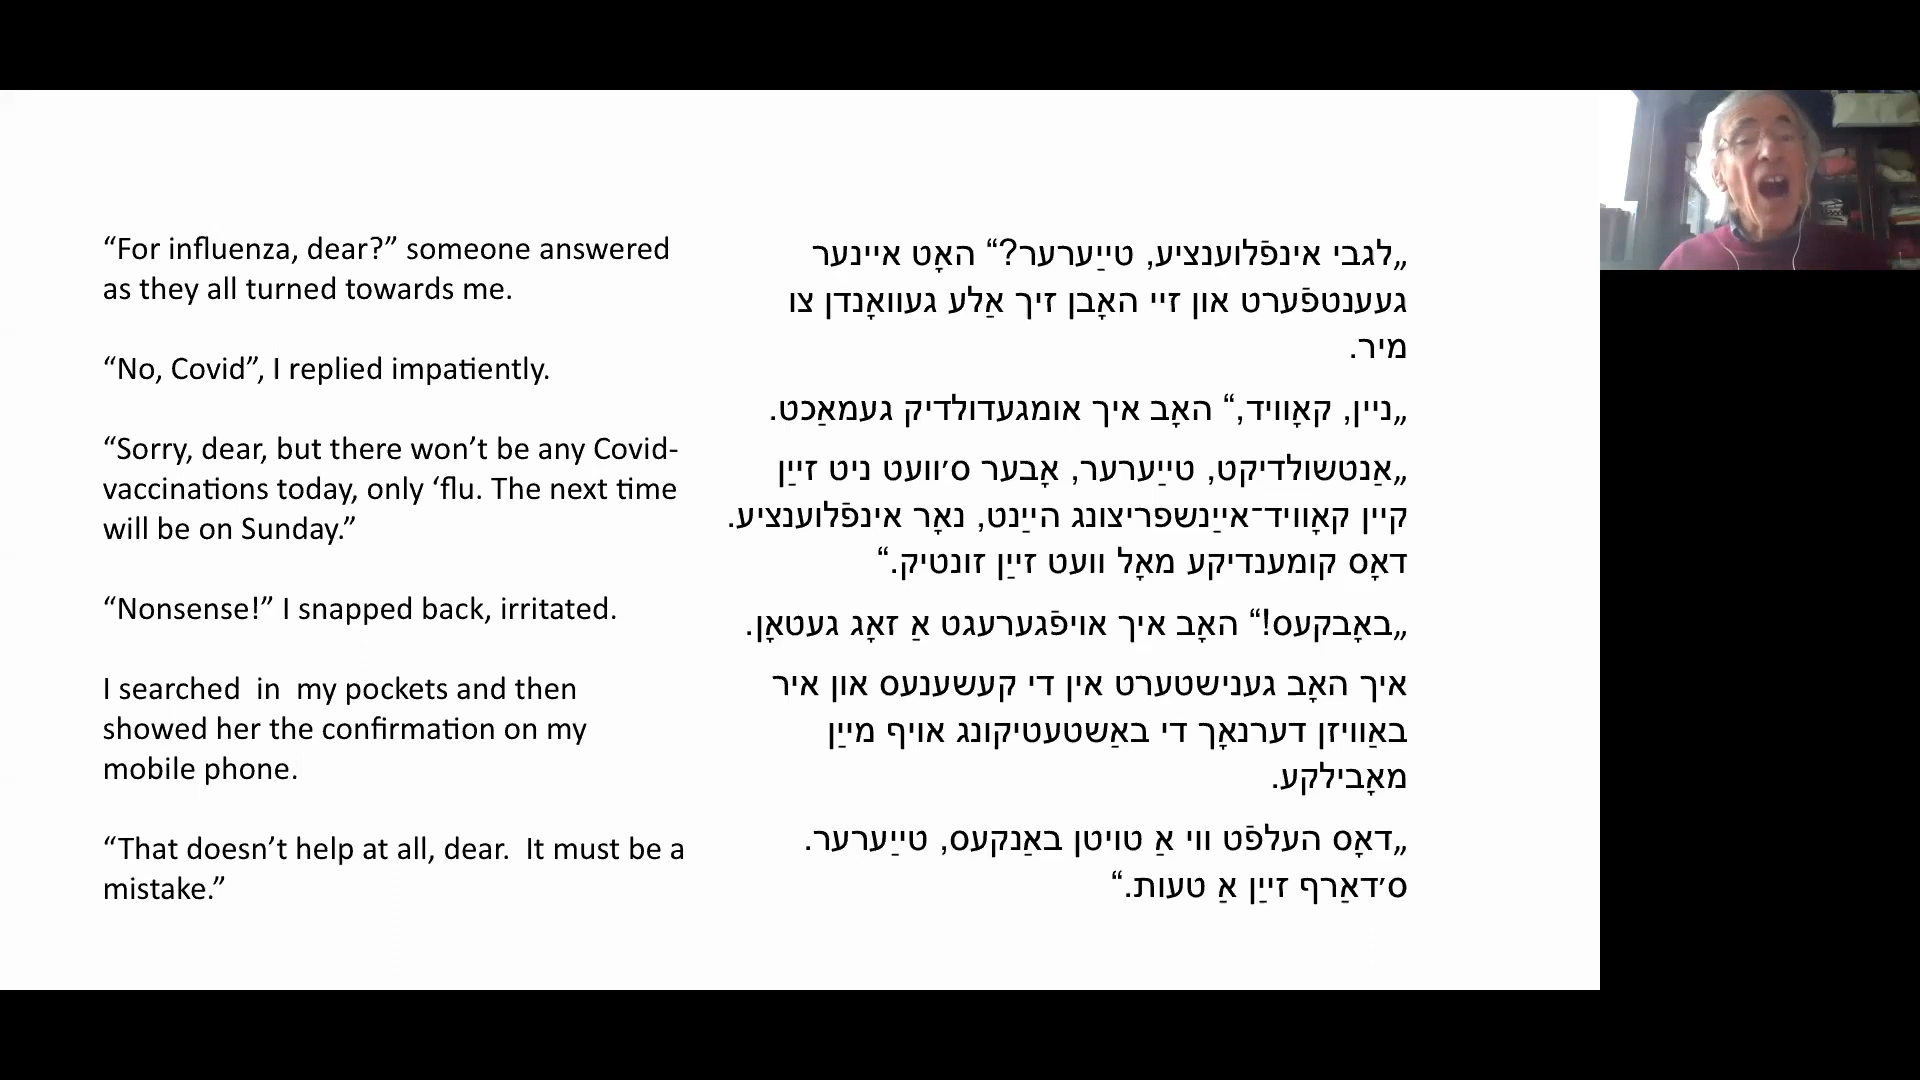 “For influenza, dear?” someone answered
as they all turned towards me.
“No, Covid”, I replied impatiently.
“Sorry, dear, but there won’t be any Covid-
vaccinations today, only ‘flu. The next time
will be on Sunday.”
“Nonsense!” I snapped back, irritated.
I searched  in  my pockets and then
showed her the confirmation on my
mobile phone.
“That doesn’t help at all, dear.  It must be a
mistake.”
„לגבי אינפֿלוענציע, טײַערער?“ האָט איינער
געענטפֿערט און זיי האָבן זיך אַלע געוואָנדן צו
מיר.
„ניין, קאָוויד,“ האָב איך אומגעדולדיק געמאַכט.
„אַנטשולדיקט, טײַערער, אָבער ס׳וועט ניט זײַן
קיין קאָוויד־אײַנשפּריצונג הײַנט, נאָר אינפֿלוענציע.
דאָס קומענדיקע מאָל וועט זײַן זונטיק.“
„באָבקעס!“ האָב איך אויפֿגערעגט אַ זאָג געטאָן.
איך האָב גענישטערט אין די קעשענעס און איר
באַוויזן דערנאָך די באַשטעטיקונג אויף מײַן
מאָבילקע.
„דאָס העלפֿט ווי אַ טויטן באַנקעס, טײַערער.
ס׳דאַרף זײַן אַ טעות.“